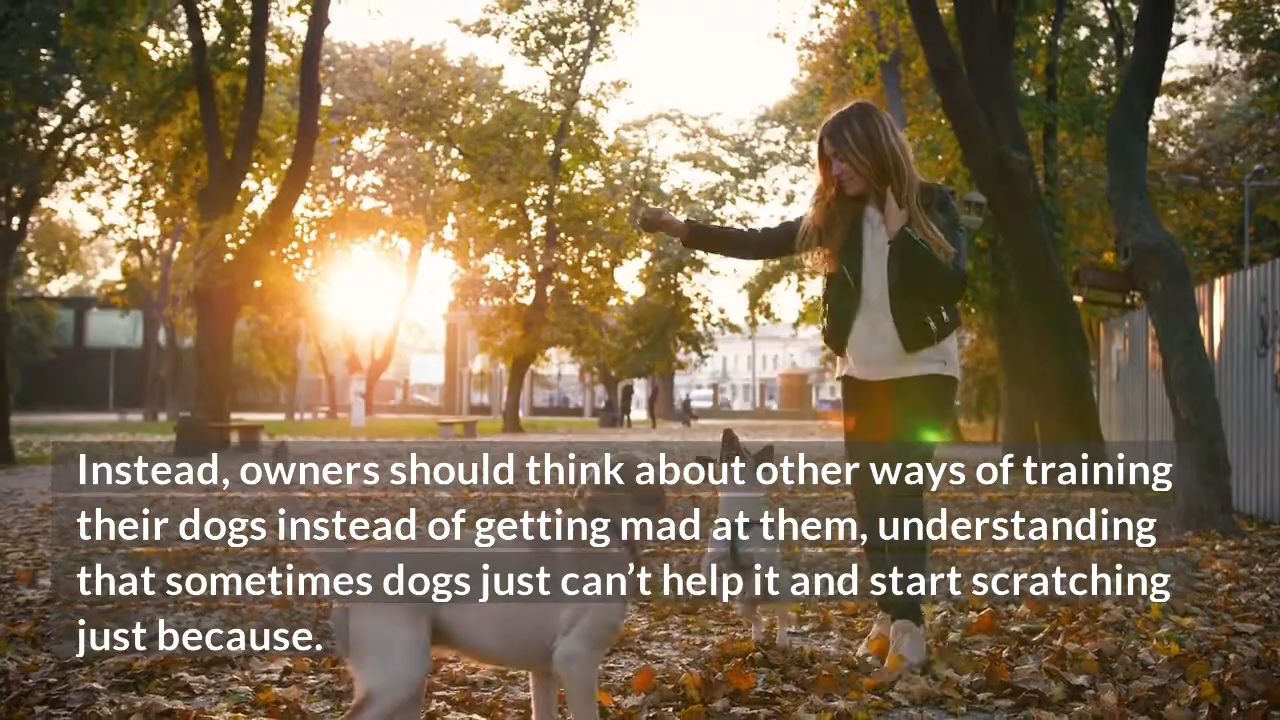 Instead, owners should think about other ways of training
their dogs instead of getting mad at them, understanding
that sometimes dogs just can’t help it and start scratching
just because.